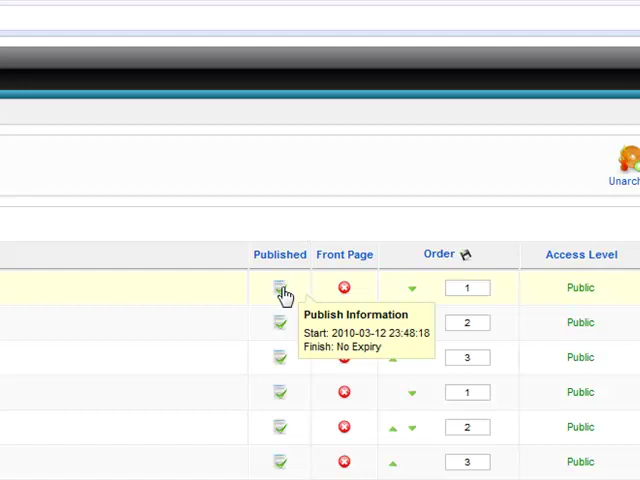 Unarch
Published Front Page Order Access Level
1 Public
Publish Information
Start: 2010-03-12 23:48:18
Finish: No Expiry
2 Public
3 Public
1 Public
2 Public
3 Public